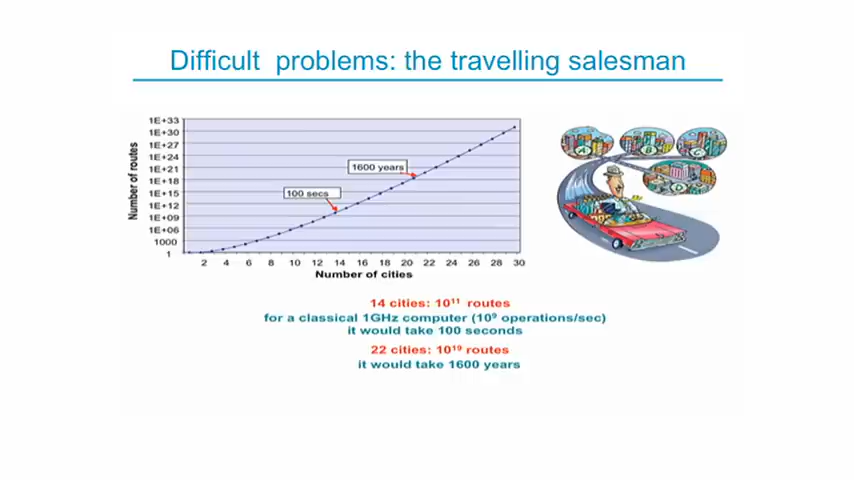 Difficult  problems: the travelling salesman
1E+33
1E+30
1E+27
1E+24
1E+21
1E+18
1E+15
1E+12
1E+09
1E+06
1000
1
Number of routes
1600 years
100 secs
2 4 6 8 10 12 14 16 18 20 22 24 26 28 30
Number of cities
A B C
D
14 cities: 10¹¹ routes
for a classical 1GHz computer (10⁹ operations/sec)
it would take 100 seconds
22 cities: 10¹⁹ routes
it would take 1600 years